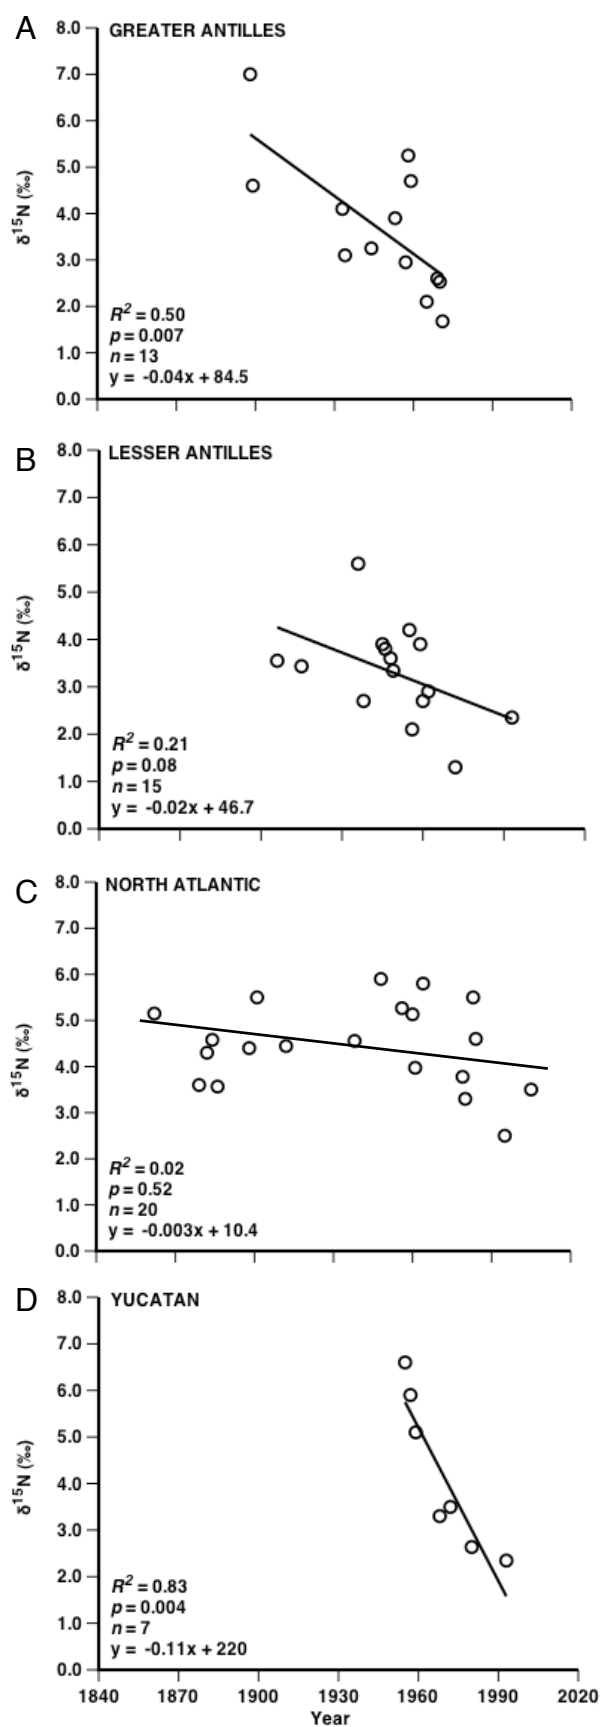 A
GREATER ANTILLES
8.0
7.0
6.0
5.0
4.0
3.0
2.0
1.0
0.0
δ15N (‰)
R2 = 0.50
p = 0.007
n = 13
y = -0.04x + 84.5
B
LESSER ANTILLES
8.0
7.0
6.0
5.0
4.0
3.0
2.0
1.0
0.0
δ15N (‰)
R2 = 0.21
p = 0.08
n = 15
y = -0.02x + 46.7
C
NORTH ATLANTIC
8.0
7.0
6.0
5.0
4.0
3.0
2.0
1.0
0.0
δ15N (‰)
R2 = 0.02
p = 0.52
n = 20
y = -0.003x + 10.4
D
YUCATAN
8.0
7.0
6.0
5.0
4.0
3.0
2.0
1.0
0.0
δ15N (‰)
R2 = 0.83
p = 0.004
n = 7
y = -0.11x + 220
1840 1870 1900 1930 1960 1990 2020
Year